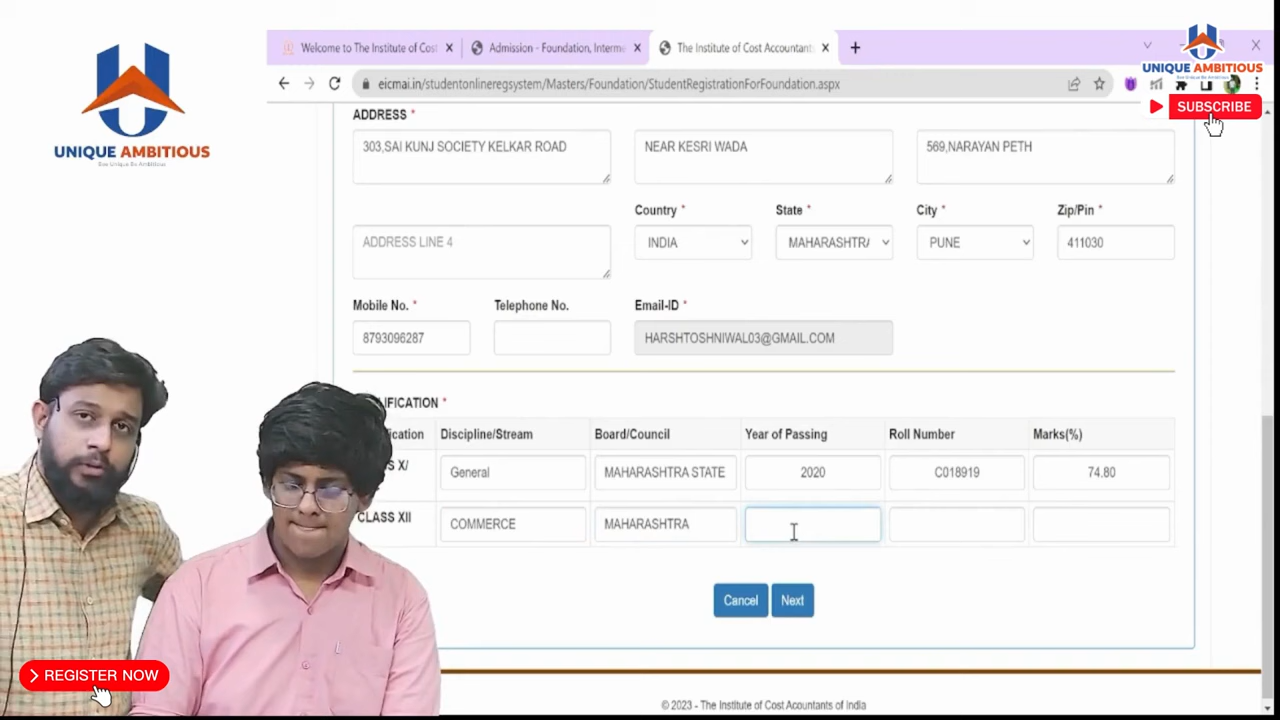 UNIQUE AMBITIOUS
Welcome to The Institute of Cost
Admission - Foundation, Interme
The Institute of Cost Accountant
UNIQUE AMBITIOUS
SUBSCRIBE
eicmai.in/studentonlineregsystem/Masters/Foundation/StudentRegistrationForFoundation.aspx
ADDRESS *
303,SAI KUNJ SOCIETY KELKAR ROAD
NEAR KESRI WADA
569,NARAYAN PETH
ADDRESS LINE 4
Country *
State *
City *
Zip/Pin *
INDIA
MAHARASHTRA
PUNE
411030
Mobile No. *
Telephone No.
Email-ID *
8793096287
HARSHTOSHNIWAL03@GMAIL.COM
LIFICATION *
ication
Discipline/Stream
Board/Council
Year of Passing
Roll Number
Marks(%)
S X/
General
MAHARASHTRA STATE
2020
C018919
74.80
CLASS XII
COMMERCE
MAHARASHTRA
Cancel
Next
> REGISTER NOW
© 2023 - The Institute of Cost Accountants of India